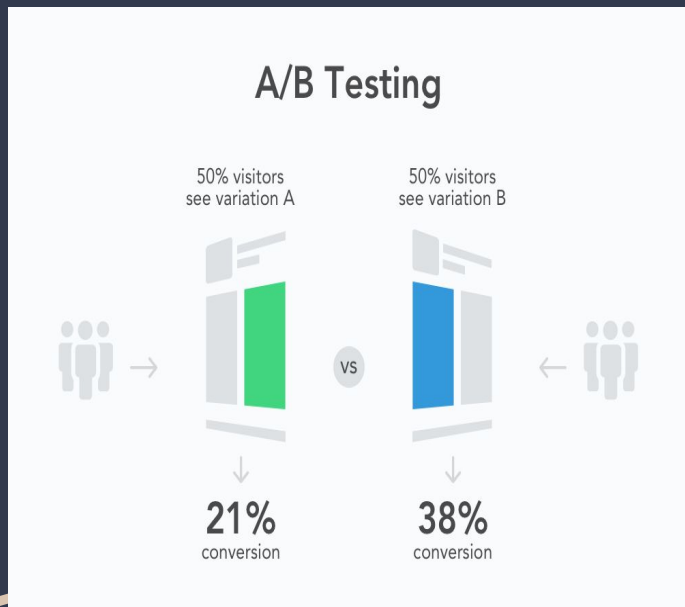 A/B Testing
50% visitors
see variation A
50% visitors
see variation B
VS
21%
conversion
38%
conversion